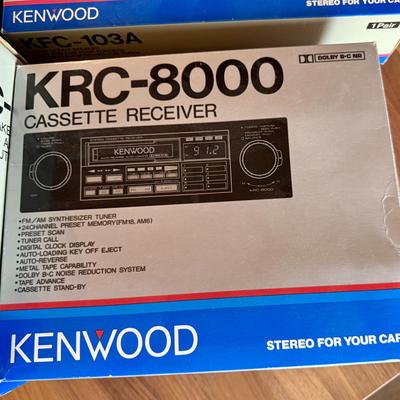 KENWOOD
STEREO FOR YOUR CA
KFC-103A
1 Pair
KRC-8000
DOLBY B·C NR
CASSETTE RECEIVER
KENWOOD
91.2
KRC-8000
•FM/AM SYNTHESIZER TUNER
•24CHANNEL PRESET MEMORY(FM18, AM6)
•PRESET SCAN
•TUNER CALL
•DIGITAL CLOCK DISPLAY
•AUTO-LOADING KEY OFF EJECT
•AUTO-REVERSE
•METAL TAPE CAPABILITY
•DOLBY B·C NOISE REDUCTION SYSTEM
•TAPE ADVANCE
•CASSETTE STAND-BY
KENWOOD
STEREO FOR YOUR CAR